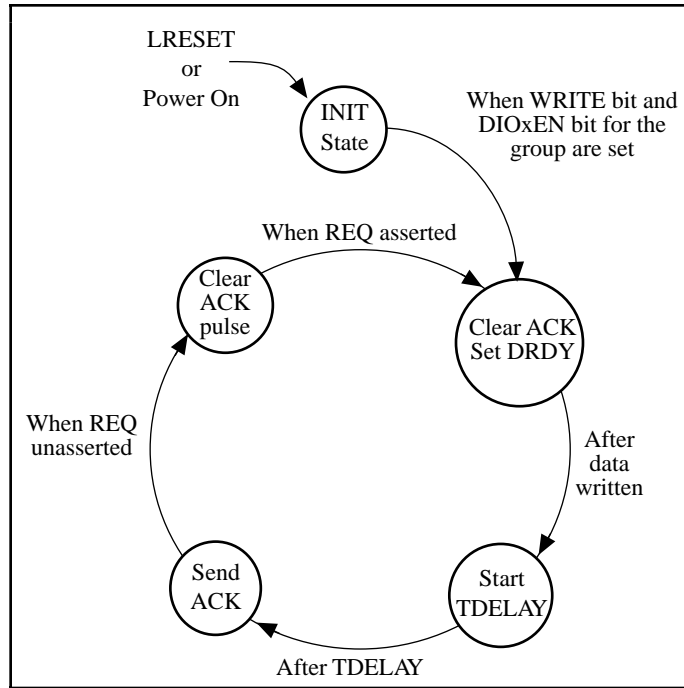 LRESET
or
Power On
INIT
State
When WRITE bit and
DIOxEN bit for the
group are set
When REQ asserted
Clear
ACK
pulse
Clear ACK
Set DRDY
When REQ
unasserted
After
data
written
Send
ACK
Start
TDELAY
After TDELAY